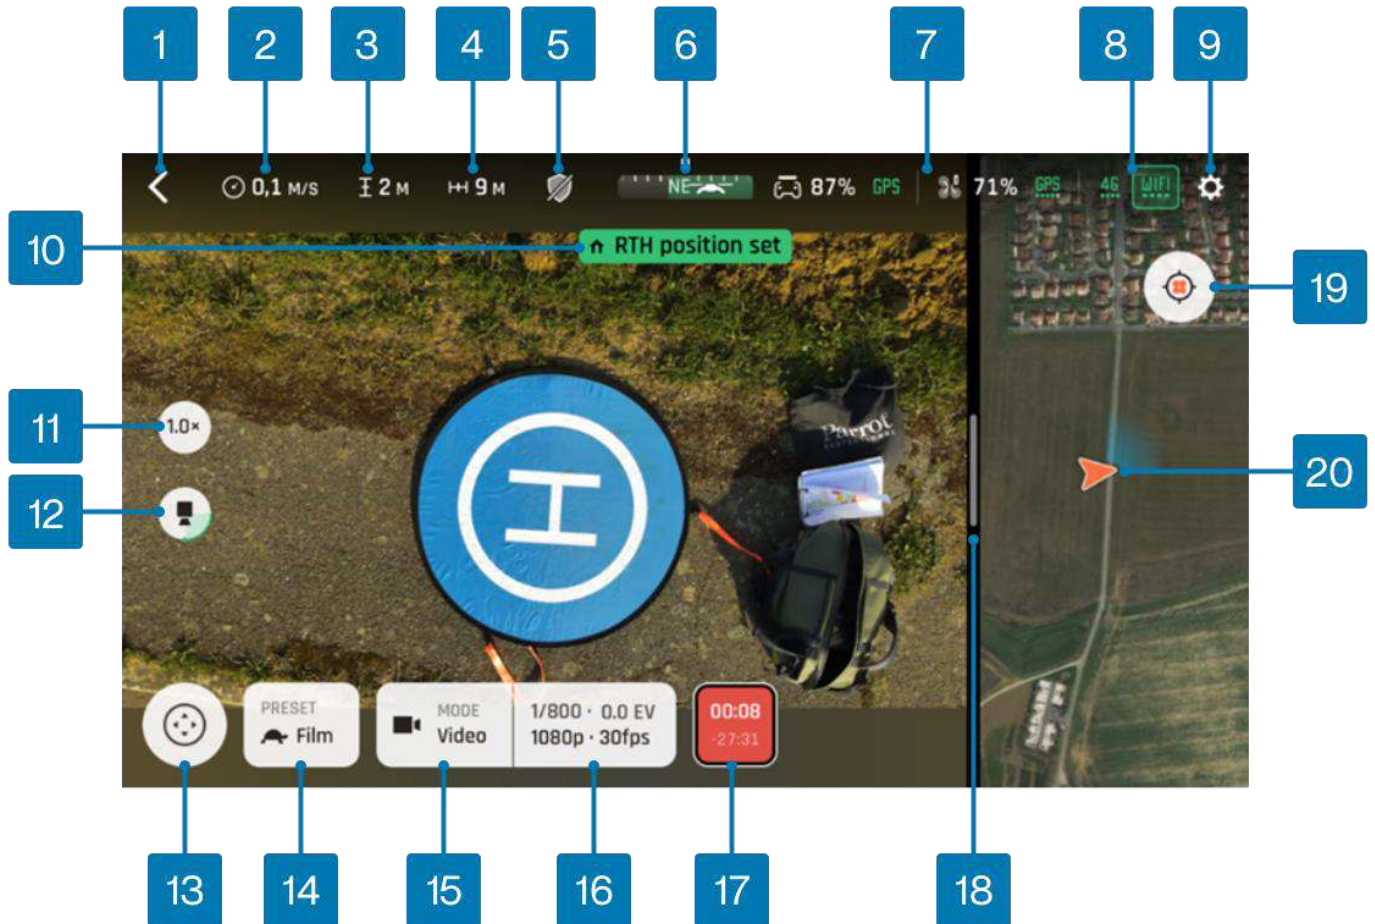 1 2 3 4 5 6 7 8 9
0,1 M/S 2 M 9 M NE 87% GPS 71% GPS 4G WIFI
10 RTH position set
19
11 1.0×
Parrot
20
12
PRESET
Film
MODE
Video
1/800 · 0.0 EV
1080p · 30fps
00:08
-27:31
13 14 15 16 17 18